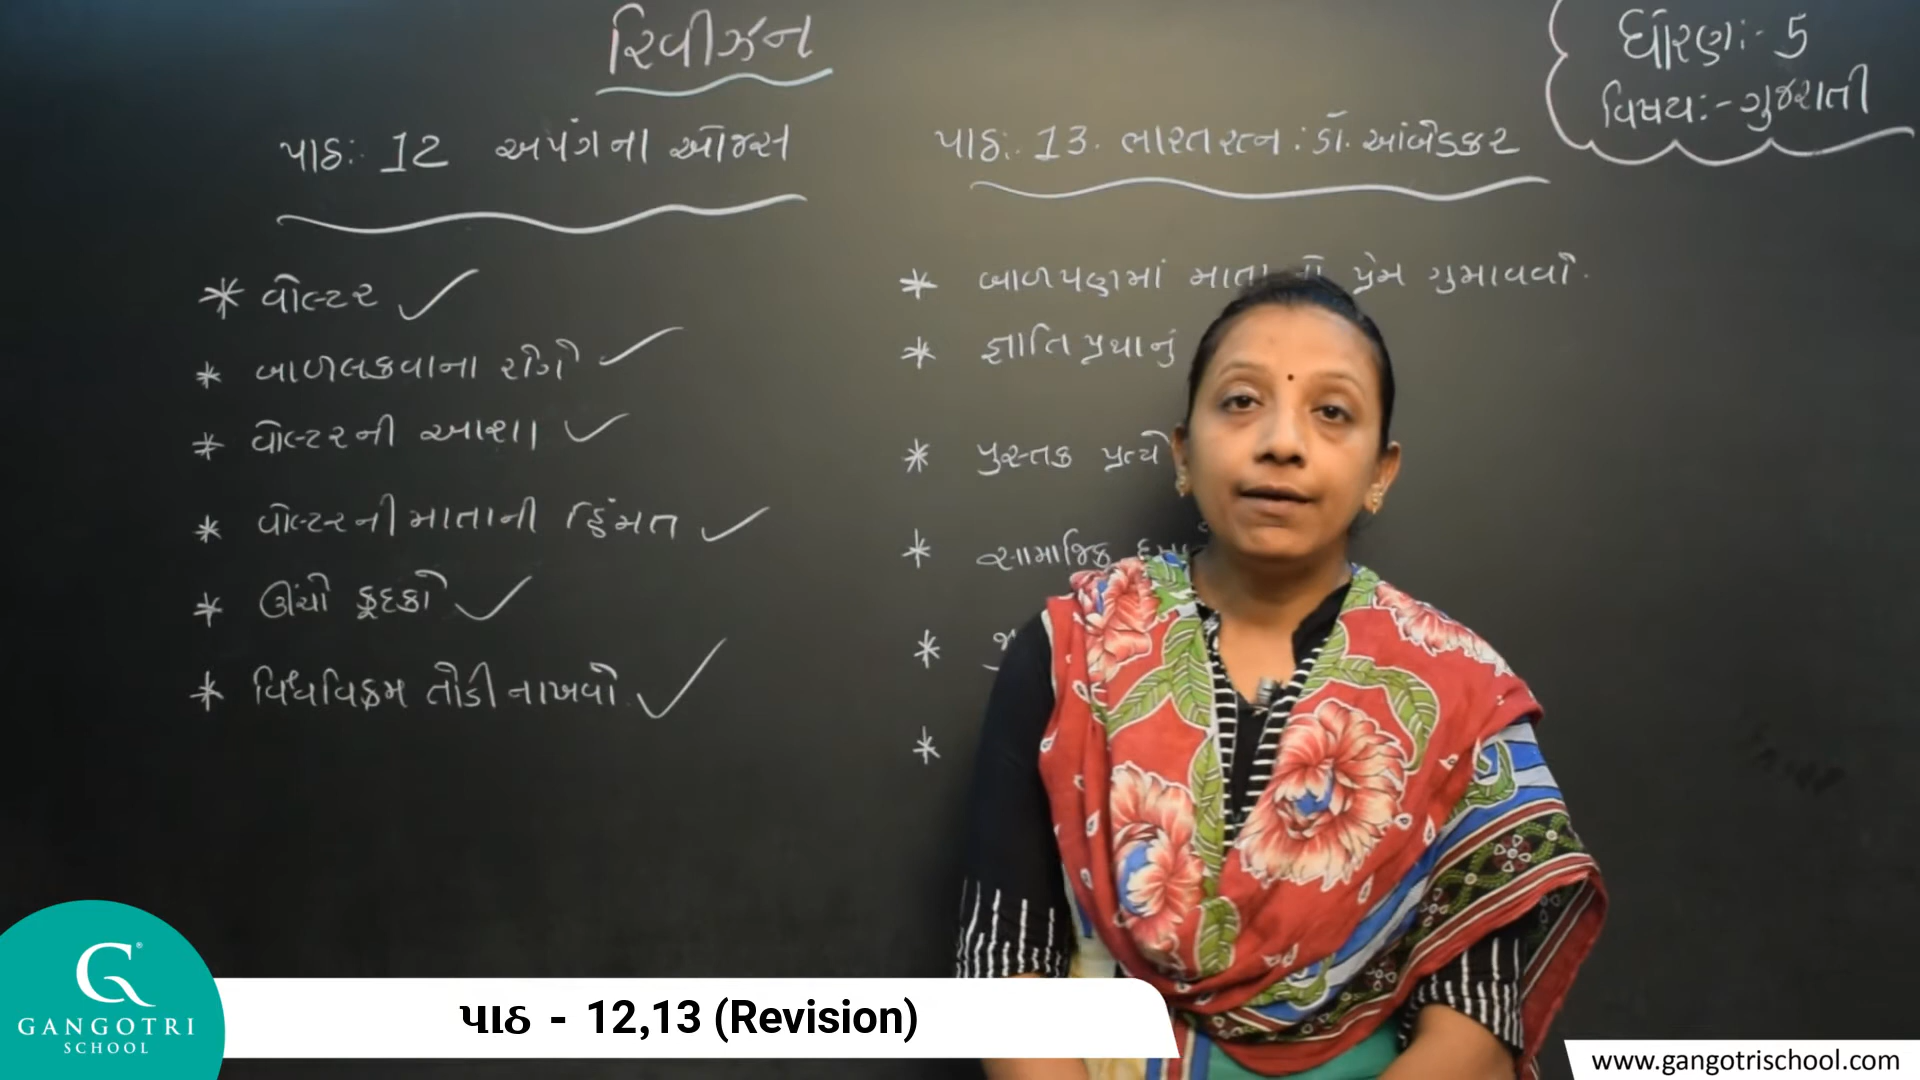 રિવીઝન
ધોરણ:- 5
વિષય:- ગુજરાતી
પાઠ: 12 અપંગના ઓજસ
* વોલ્ટર ✓
* બાળલકવાના રોગો ✓
* વોલ્ટરની આશા ✓
* વોલ્ટરની માતાની હિંમત ✓
* ઊંચો કૂદકો ✓
* વિશ્વવિક્રમ તોડી નાખવો. ✓
પાઠ: 13. ભારતરત્ન : ડૉ. આંબેડકર
* બાળપણમાં પ્રેમ ગુમાવવો.
* જ્ઞાતિ પ્રથાનું
* પુસ્તક પ્રત્યે
* સામાજિક
*
*
GANGOTRI
SCHOOL
પાઠ - 12,13 (Revision)
www.gangotrischool.com